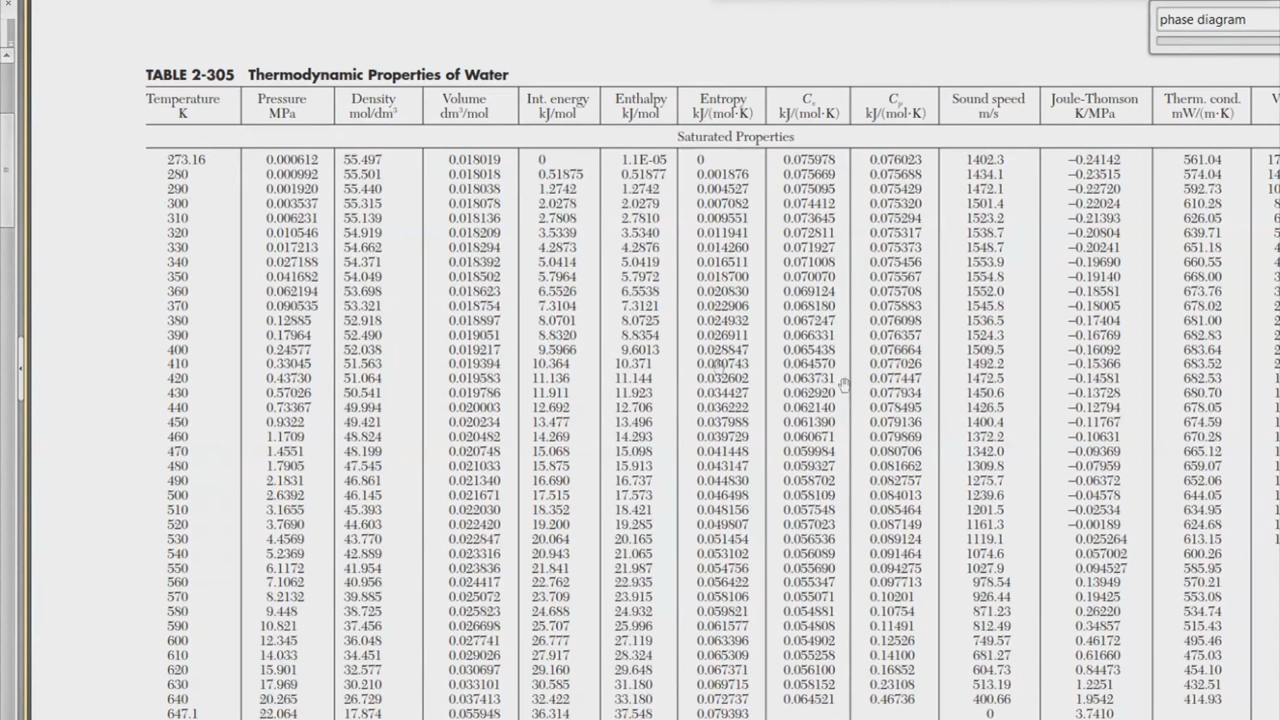 phase diagram
TABLE 2-305 Thermodynamic Properties of Water
Temperature Pressure Density Volume Int. energy Enthalpy Entropy Cv Cp Sound speed Joule-Thomson Therm. cond.
K MPa mol/dm³ dm³/mol kJ/mol kJ/mol kJ/(mol·K) kJ/(mol·K) kJ/(mol·K) m/s K/MPa mW/(m·K)
Saturated Properties
273.16 0.000612 55.497 0.018019 0 1.1E-05 0 0.075978 0.076023 1402.3 −0.24142 561.04
280 0.000992 55.501 0.018018 0.51875 0.51877 0.001876 0.075669 0.075688 1434.1 −0.23515 574.04
290 0.001920 55.440 0.018038 1.2742 1.2742 0.004527 0.075095 0.075429 1472.1 −0.22720 592.73
300 0.003537 55.315 0.018078 2.0278 2.0279 0.007082 0.074412 0.075320 1501.4 −0.22024 610.28
310 0.006231 55.139 0.018136 2.7808 2.7810 0.009551 0.073645 0.075294 1523.2 −0.21393 626.05
320 0.010546 54.919 0.018209 3.5339 3.5340 0.011941 0.072811 0.075317 1538.7 −0.20804 639.71
330 0.017213 54.662 0.018294 4.2873 4.2876 0.014260 0.071927 0.075373 1548.7 −0.20241 651.18
340 0.027188 54.371 0.018392 5.0414 5.0419 0.016511 0.071008 0.075456 1553.9 −0.19690 660.55
350 0.041682 54.049 0.018502 5.7964 5.7972 0.018700 0.070070 0.075567 1554.8 −0.19140 668.00
360 0.062194 53.698 0.018623 6.5526 6.5538 0.020830 0.069124 0.075708 1552.0 −0.18581 673.76
370 0.090535 53.321 0.018754 7.3104 7.3121 0.022906 0.068180 0.075883 1545.8 −0.18005 678.02
380 0.12885 52.918 0.018897 8.0701 8.0725 0.024932 0.067247 0.076098 1536.5 −0.17404 681.00
390 0.17964 52.490 0.019051 8.8320 8.8354 0.026911 0.066331 0.076357 1524.3 −0.16769 682.83
400 0.24577 52.038 0.019217 9.5966 9.6013 0.028847 0.065438 0.076664 1509.5 −0.16092 683.64
410 0.33045 51.563 0.019394 10.364 10.371 0.064570 0.077026 1492.2 −0.15366 683.52
420 0.43730 51.064 0.019583 11.136 11.144 0.032602 0.063731 0.077447 1472.5 −0.14581 682.53
430 0.57026 50.541 0.019786 11.911 11.923 0.034427 0.062920 0.077934 1450.6 −0.13728 680.70
440 0.73367 49.994 0.020003 12.692 12.706 0.036222 0.062140 0.078495 1426.5 −0.12794 678.05
450 0.9322 49.421 0.020234 13.477 13.496 0.037988 0.061390 0.079136 1400.4 −0.11767 674.59
460 1.1709 48.824 0.020482 14.269 14.293 0.039729 0.060671 0.079869 1372.2 −0.10631 670.28
470 1.4551 48.199 0.020748 15.068 15.098 0.041448 0.059984 0.080706 1342.0 −0.09369 665.12
480 1.7905 47.545 0.021033 15.875 15.913 0.043147 0.059327 0.081662 1309.8 −0.07959 659.07
490 2.1831 46.861 0.021340 16.690 16.737 0.044830 0.058702 0.082757 1275.7 −0.06372 652.06
500 2.6392 46.145 0.021671 17.515 17.573 0.046498 0.058109 0.084013 1239.6 −0.04578 644.05
510 3.1655 45.393 0.022030 18.352 18.421 0.048156 0.057548 0.085464 1201.5 −0.02534 634.95
520 3.7690 44.603 0.022420 19.200 19.285 0.049807 0.057023 0.087149 1161.3 −0.00189 624.68
530 4.4569 43.770 0.022847 20.064 20.165 0.051454 0.056536 0.089124 1119.1 0.025264 613.15
540 5.2369 42.889 0.023316 20.943 21.065 0.053102 0.056089 0.091464 1074.6 0.057002 600.26
550 6.1172 41.954 0.023836 21.841 21.987 0.054756 0.055690 0.094275 1027.9 0.094527 585.95
560 7.1062 40.956 0.024417 22.762 22.935 0.056422 0.055347 0.097713 978.54 0.13949 570.21
570 8.2132 39.885 0.025072 23.709 23.915 0.058106 0.055071 0.10201 926.44 0.19425 553.08
580 9.448 38.725 0.025823 24.688 24.932 0.059821 0.054881 0.10754 871.23 0.26220 534.74
590 10.821 37.456 0.026698 25.707 25.996 0.061577 0.054808 0.11491 812.49 0.34857 515.43
600 12.345 36.048 0.027741 26.777 27.119 0.063396 0.054902 0.12526 749.57 0.46172 495.46
610 14.033 34.451 0.029026 27.917 28.324 0.065309 0.055258 0.14100 681.27 0.61660 475.03
620 15.901 32.577 0.030697 29.160 29.648 0.067371 0.056100 0.16852 604.73 0.84473 454.10
630 17.969 30.210 0.033101 30.585 31.180 0.069715 0.058152 0.23108 513.19 1.2251 432.51
640 20.265 26.729 0.037413 32.422 33.180 0.072737 0.064521 0.46736 400.66 1.9542 414.93
647.1 22.064 17.874 0.055948 36.314 37.548 0.079393 0 3.7410